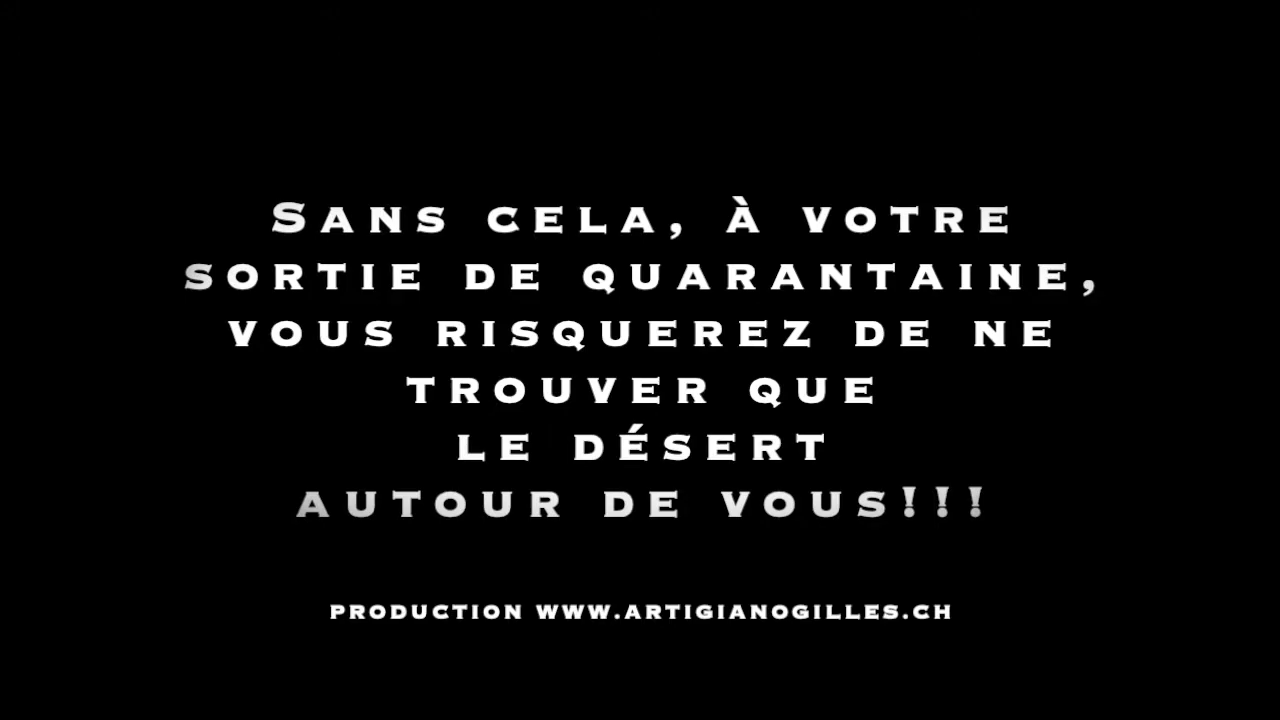 Sans cela, à votre
sortie de quarantaine,
vous risquerez de ne
trouver que
le désert
autour de vous!!!
production www.artigianogilles.ch